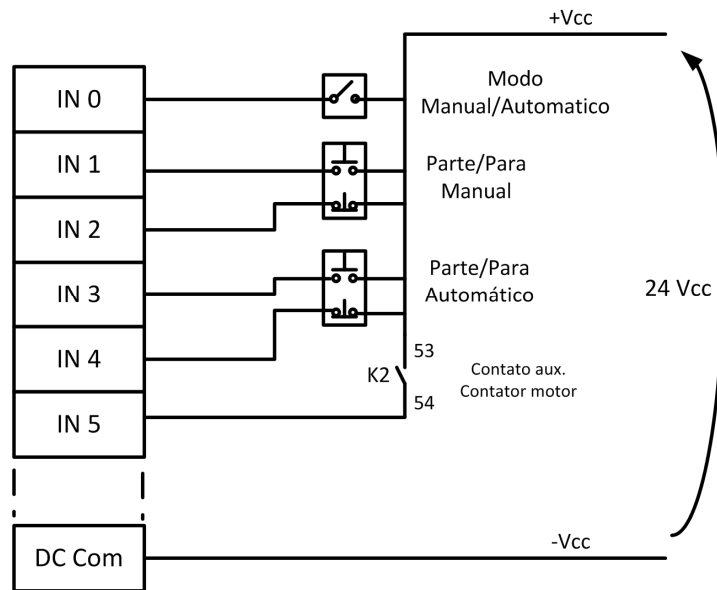 +Vcc
IN 0
Modo
Manual/Automatico
IN 1
Parte/Para
Manual
IN 2
IN 3
Parte/Para
Automático
24 Vcc
IN 4
53
K2
Contato aux.
Contator motor
54
IN 5
DC Com
-Vcc